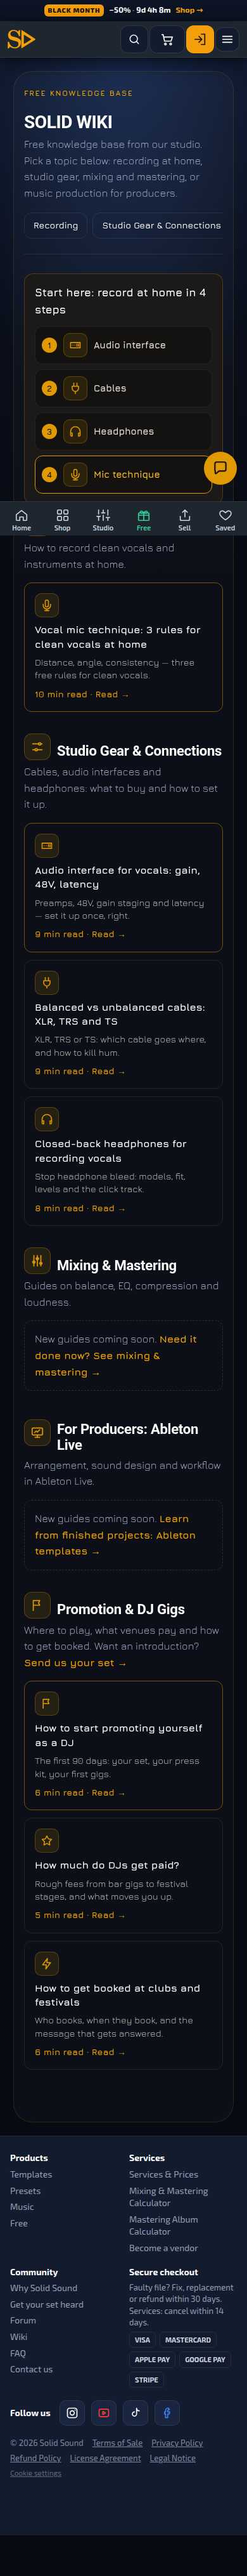 BLACK MONTH −50% · 9d 4h 8m Shop →
FREE KNOWLEDGE BASE
SOLID WIKI
Free knowledge base from our studio.
Pick a topic below: recording at home,
studio gear, mixing and mastering, or
music production for producers.
Recording
Studio Gear & Connections
Start here: record at home in 4
steps
1 Audio interface
2 Cables
3 Headphones
4 Mic technique
Home Shop Studio Free Sell Saved
How to record clean vocals and
instruments at home.
Vocal mic technique: 3 rules for
clean vocals at home
Distance, angle, consistency — three
free rules for clean vocals.
10 min read · Read →
Studio Gear & Connections
Cables, audio interfaces and
headphones: what to buy and how to set
it up.
Audio interface for vocals: gain,
48V, latency
Preamps, 48V, gain staging and latency
— set it up once, right.
9 min read · Read →
Balanced vs unbalanced cables:
XLR, TRS and TS
XLR, TRS or TS: which cable goes where,
and how to kill hum.
9 min read · Read →
Closed-back headphones for
recording vocals
Stop headphone bleed: models, fit,
levels and the click track.
8 min read · Read →
Mixing & Mastering
Guides on balance, EQ, compression and
loudness.
New guides coming soon. Need it
done now? See mixing &
mastering →
For Producers: Ableton
Live
Arrangement, sound design and workflow
in Ableton Live.
New guides coming soon. Learn
from finished projects: Ableton
templates →
Promotion & DJ Gigs
Where to play, what venues pay and how
to get booked. Want an introduction?
Send us your set →
How to start promoting yourself
as a DJ
The first 90 days: your set, your press
kit, your first gigs.
6 min read · Read →
How much do DJs get paid?
Rough fees from bar gigs to festival
stages, and what moves you up.
5 min read · Read →
How to get booked at clubs and
festivals
Who books, when they book, and the
message that gets answered.
6 min read · Read →
Products
Templates
Presets
Music
Free
Services
Services & Prices
Mixing & Mastering
Calculator
Mastering Album
Calculator
Become a vendor
Community
Why Solid Sound
Get your set heard
Forum
Wiki
FAQ
Contact us
Secure checkout
Faulty file? Fix, replacement
or refund within 30 days.
Services: cancel within 14
days.
VISA MASTERCARD
APPLE PAY GOOGLE PAY
STRIPE
Follow us
© 2026 Solid Sound Terms of Sale Privacy Policy
Refund Policy License Agreement Legal Notice
Cookie settings